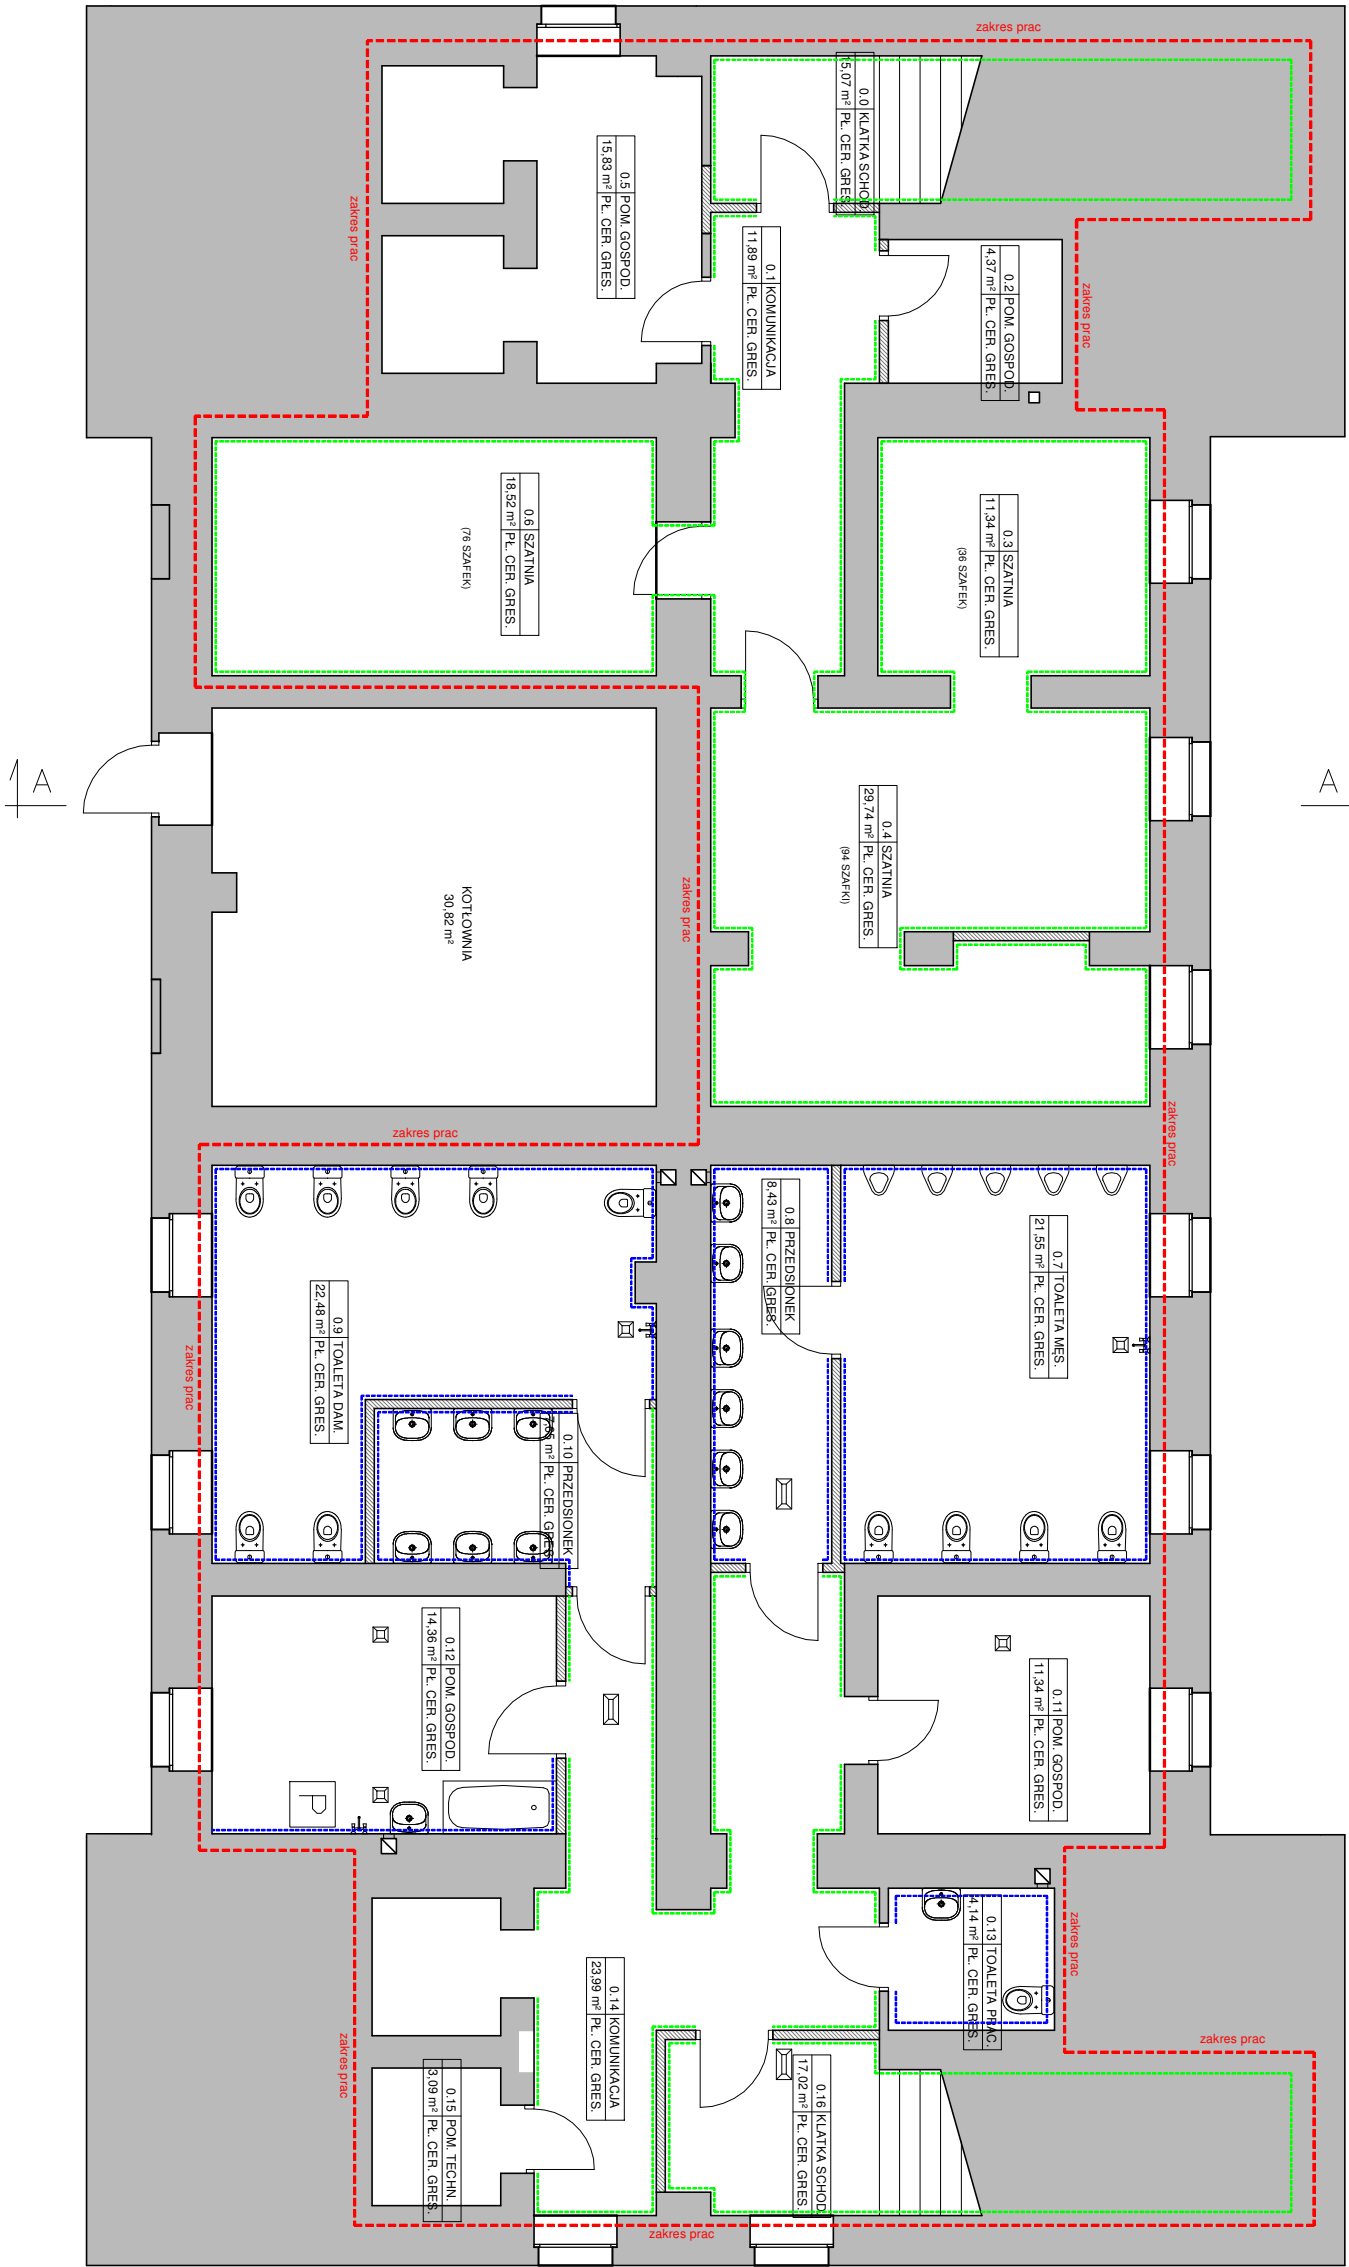 zakres prac
0.0 KLATKA SCHOD.
15,07 m² PŁ. CER. GRES.
0.5 POM. GOSPOD.
15,83 m² PŁ. CER. GRES.
zakres prac
0.1 KOMUNIKACJA
11,89 m² PŁ. CER. GRES.
0.2 POM. GOSPOD.
4,37 m² PŁ. CER. GRES.
zakres prac
0.6 SZATNIA
18,52 m² PŁ. CER. GRES.
(76 SZAFEK)
0.3 SZATNIA
11,34 m² PŁ. CER. GRES.
(36 SZAFEK)
A
A
0.4 SZATNIA
29,74 m² PŁ. CER. GRES.
(94 SZAFKI)
KOTŁOWNIA
30,82 m²
zakres prac
zakres prac
zakres prac
0.8 PRZEDSIONEK
8,43 m² PŁ. CER. GRES.
0.7 TOALETA MĘS.
21,55 m² PŁ. CER. GRES.
0.9 TOALETA DAM.
22,48 m² PŁ. CER. GRES.
zakres prac
0.10 PRZEDSIONEK
m² PŁ. CER. GRES.
0.12 POM. GOSPOD.
14,36 m² PŁ. CER. GRES.
0.11 POM. GOSPOD.
11,34 m² PŁ. CER. GRES.
P
0.13 TOALETA PRAC.
4,14 m² PŁ. CER. GRES.
zakres prac
0.14 KOMUNIKACJA
23,99 m² PŁ. CER. GRES.
zakres prac
zakres prac
0.15 POM. TECHN.
3,09 m² PŁ. CER. GRES.
0.16 KLATKA SCHOD.
17,02 m² PŁ. CER. GRES.
zakres prac